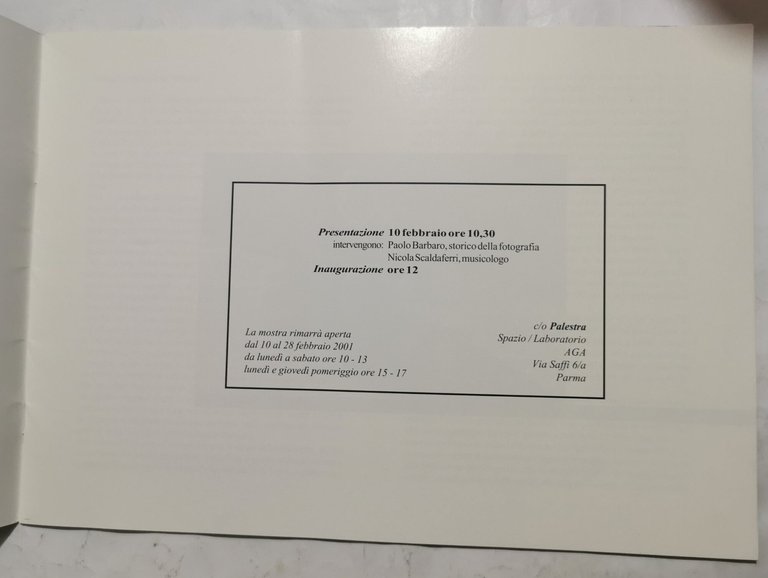 Presentazione 10 febbraio ore 10,30
intervengono: Paolo Barbaro, storico della fotografia
Nicola Scaldaferri, musicologo
Inaugurazione ore 12
La mostra rimarrà aperta
dal 10 al 28 febbraio 2001
da lunedì a sabato ore 10 - 13
lunedì e giovedì pomeriggio ore 15 - 17
c/o Palestra
Spazio / Laboratorio
AGA
Via Saffi 6/a
Parma